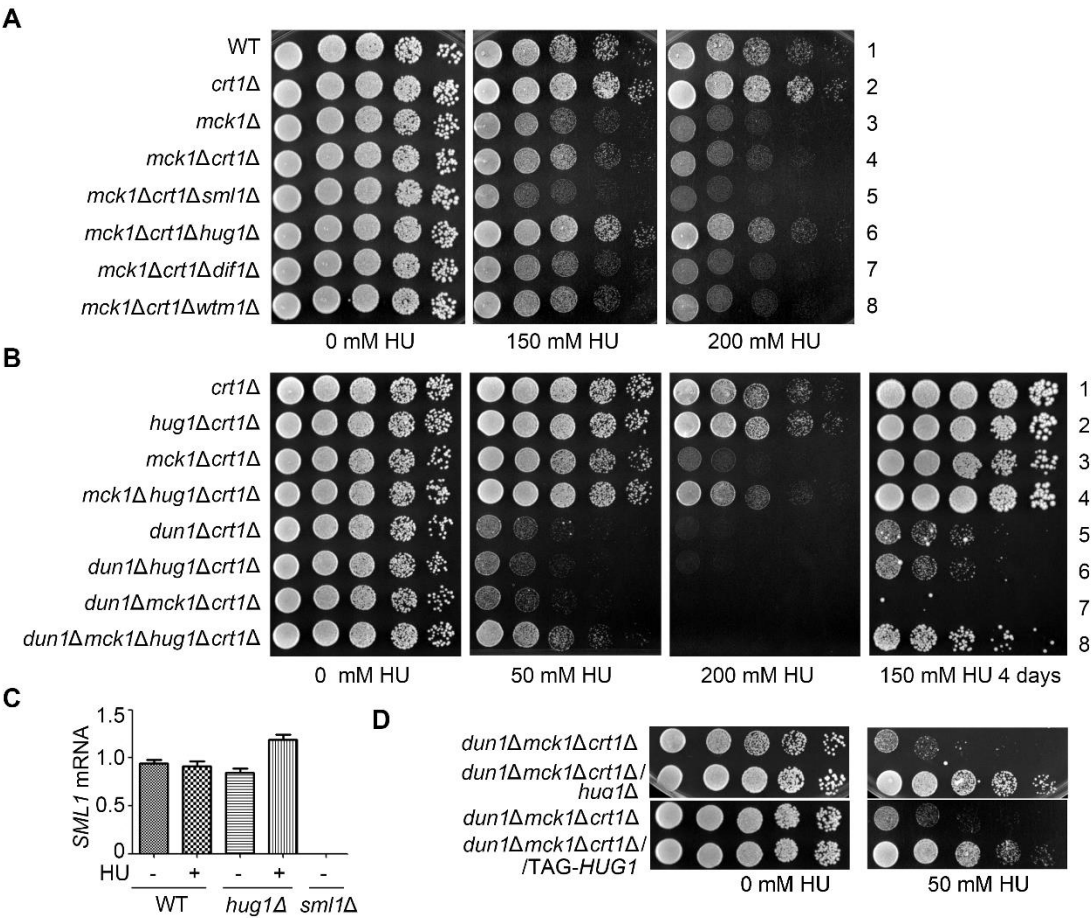 A
WT
crt1Δ
mck1Δ
mck1Δcrt1Δ
mck1Δcrt1Δsml1Δ
mck1Δcrt1Δhug1Δ
mck1Δcrt1Δdif1Δ
mck1Δcrt1Δwtm1Δ
1
2
3
4
5
6
7
8
0 mM HU
150 mM HU
200 mM HU
B
crt1Δ
hug1Δcrt1Δ
mck1Δcrt1Δ
mck1Δhug1Δcrt1Δ
dun1Δcrt1Δ
dun1Δhug1Δcrt1Δ
dun1Δmck1Δcrt1Δ
dun1Δmck1Δhug1Δcrt1Δ
1
2
3
4
5
6
7
8
0 mM HU
50 mM HU
200 mM HU
150 mM HU 4 days
C
SML1 mRNA
1.5
1.0
0.5
0
HU - + - + -
WT hug1Δ sml1Δ
D
dun1Δmck1Δcrt1Δ
dun1Δmck1Δcrt1Δ/
hug1Δ
dun1Δmck1Δcrt1Δ
dun1Δmck1Δcrt1Δ/
/TAG-HUG1
0 mM HU
50 mM HU